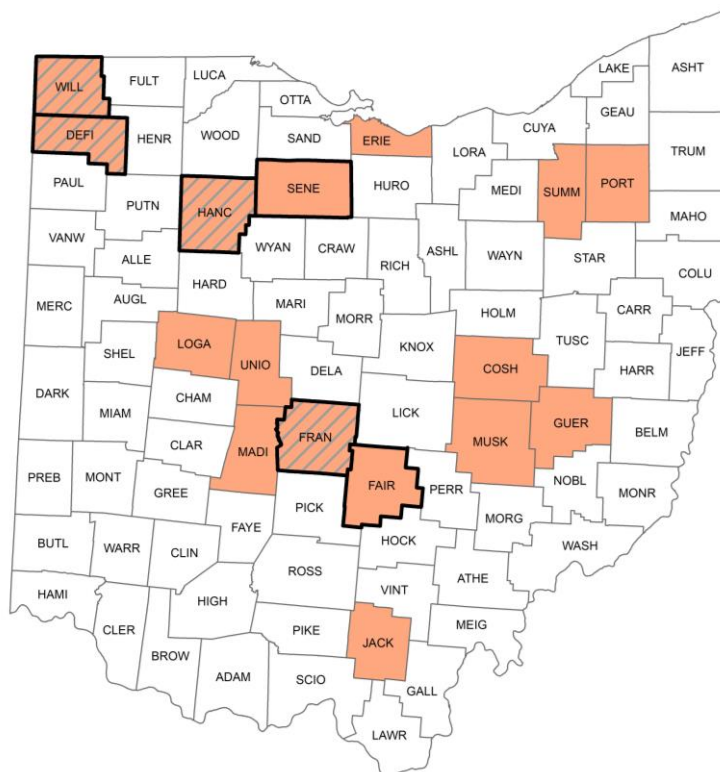 WILL
FULT
LUCA
OTTA
LAKE
ASHT
GEAU
DEFI
HENR
WOOD
SAND
ERIE
CUYA
LORA
TRUM
PAUL
PUTN
HANC
SENE
HURO
MEDI
SUMM
PORT
MAHO
VANW
ALLE
WYAN
CRAW
RICH
ASHL
WAYN
STAR
COLU
MERC
AUGL
HARD
MARI
MORR
HOLM
TUSC
CARR
JEFF
SHEL
LOGA
UNIO
DELA
KNOX
COSH
HARR
DARK
MIAM
CHAM
CLAR
MADI
FRAN
LICK
MUSK
GUER
BELM
PREB
MONT
GREE
FAYE
PICK
FAIR
PERR
MORG
NOBL
MONR
BUTL
WARR
CLIN
ROSS
HOCK
ATHE
WASH
HAMI
CLER
HIGH
PIKE
VINT
MEIG
BROW
ADAM
SCIO
JACK
GALL
LAWR